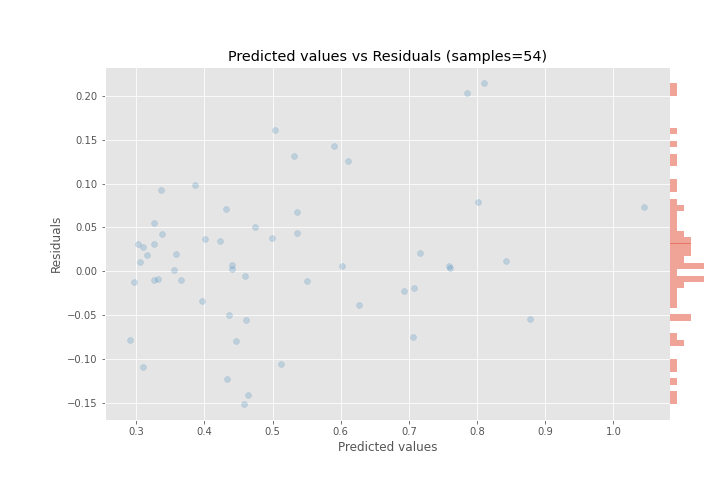 Predicted values vs Residuals (samples=54)
0.20
0.15
0.10
0.05
0.00
−0.05
−0.10
−0.15
Residuals
0.3 0.4 0.5 0.6 0.7 0.8 0.9 1.0
Predicted values